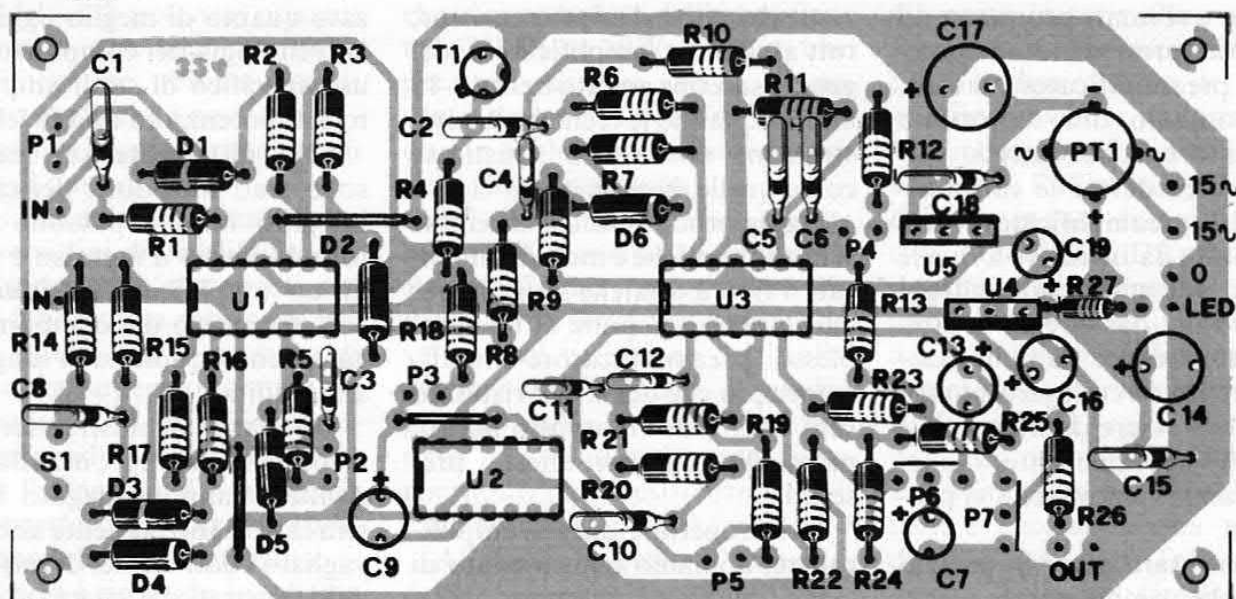 C1
334
R2
R3
T1
R10
C17
R6
R11
C2
P1
D1
R4
C4
R7
R12
PT1
~
~
-
+
+
15~
IN
R1
D2
D6
C5
C6
P4
C18
U5
C19
15~
0
IN
U1
R9
U3
R13
U4
+
R27
LED
R14
R15
R16
R5
R18
R8
C3
P3
C12
C11
R23
C13
+
+
C16
+
C14
C8
R17
R21
R19
R25
S1
P2
U2
R20
C15
D3
+
P6
+
P7
R26
D4
D5
C9
C10
P5
R22
R24
C7
OUT